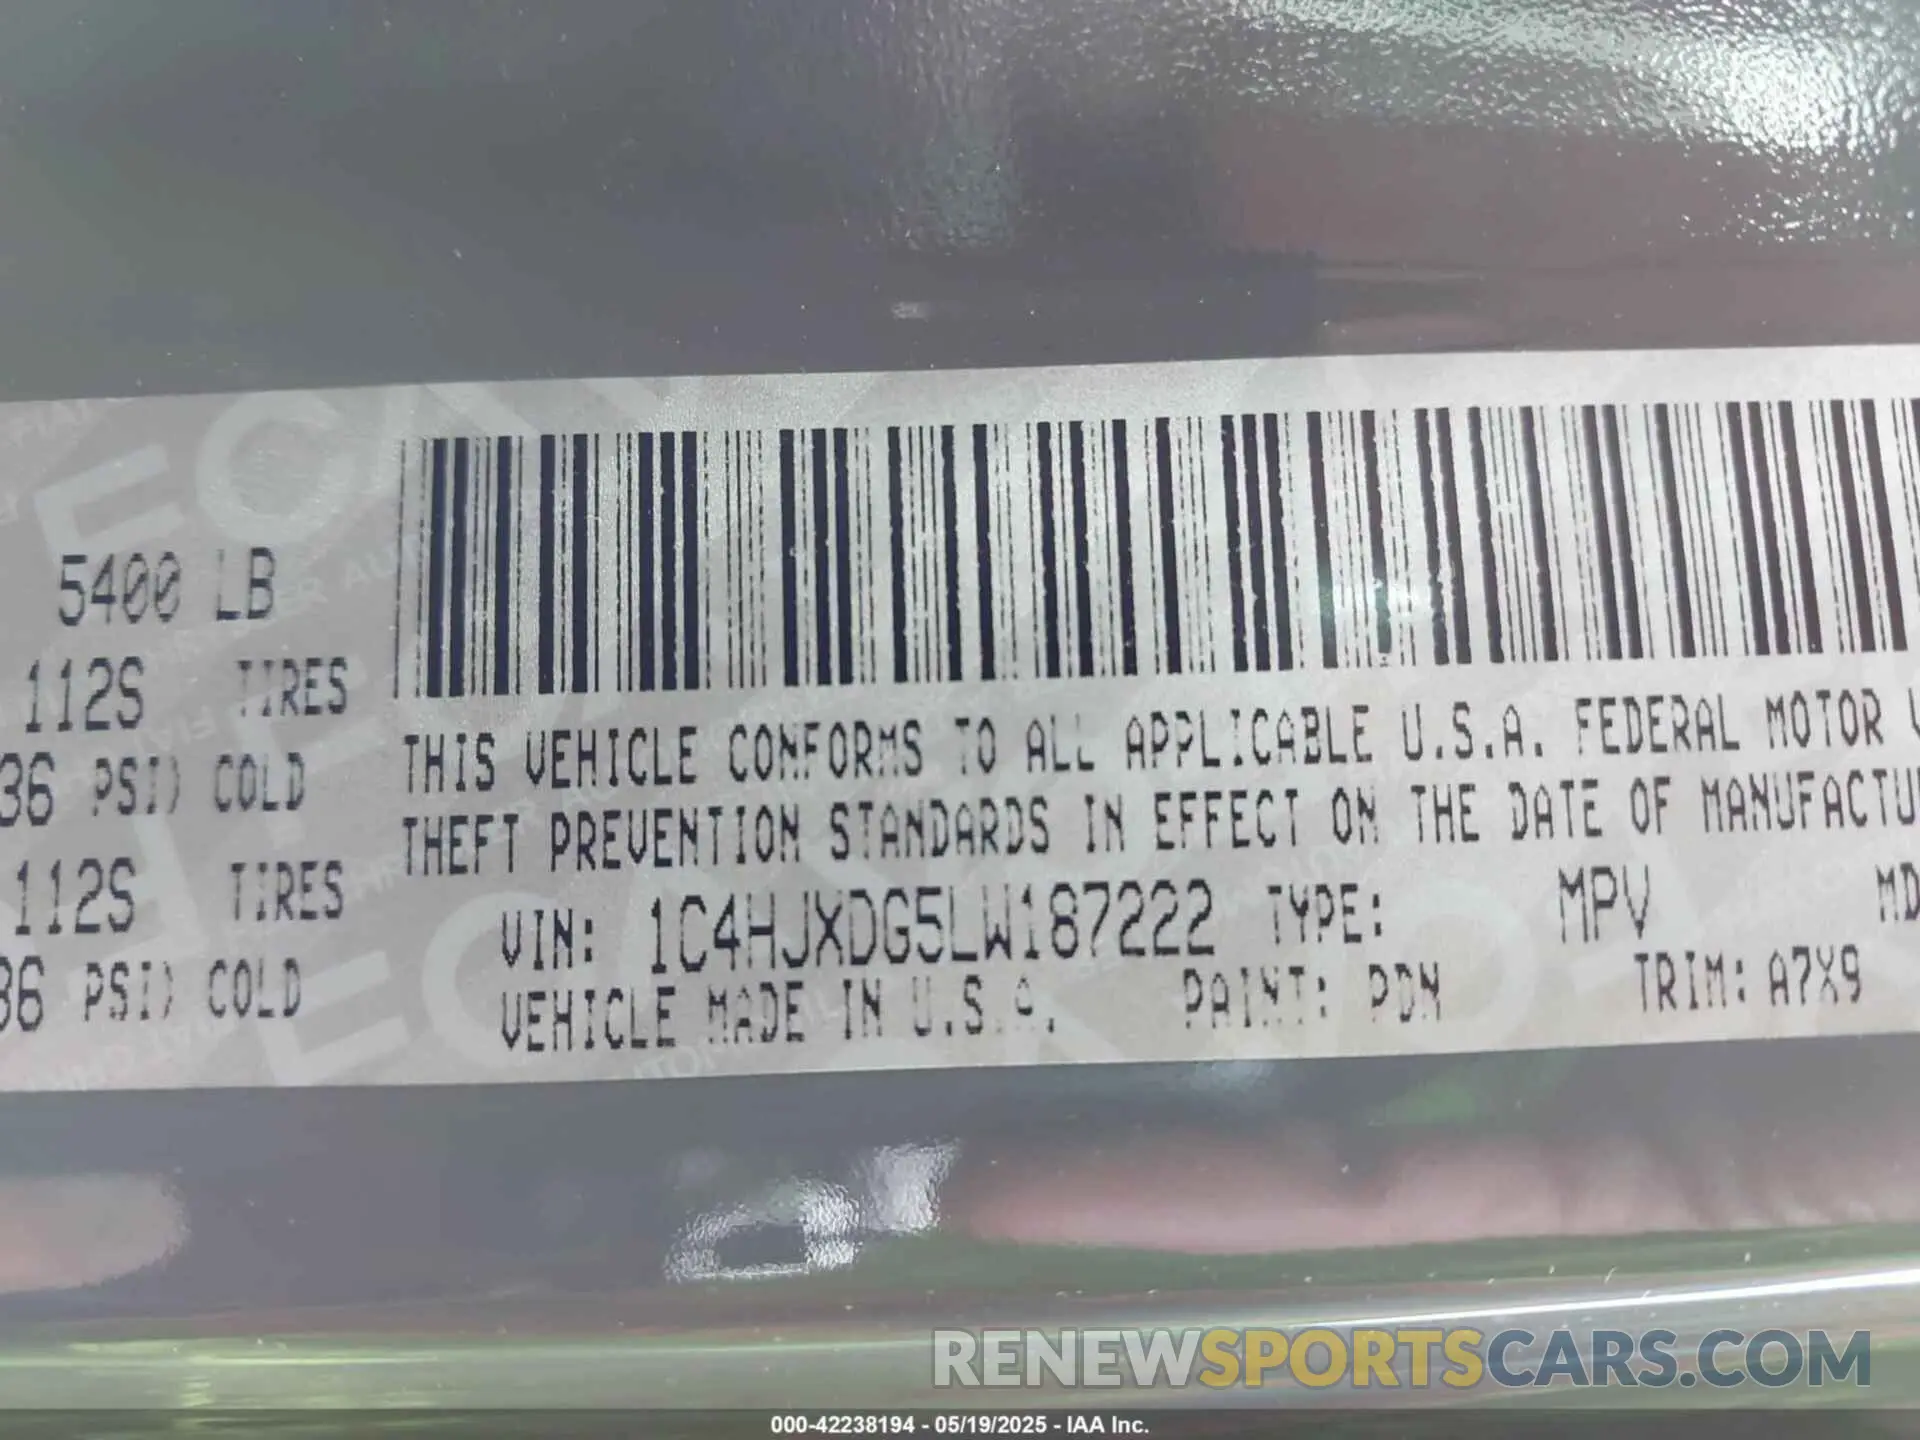 5400 LB
112S TIRES
36 PSI) COLD
112S TIRES
36 PSI) COLD
THIS VEHICLE CONFORMS TO ALL APPLICABLE U.S.A. FEDERAL MOTOR V
THEFT PREVENTION STANDARDS IN EFFECT ON THE DATE OF MANUFACTU
VIN: 1C4HJXDG5LW187222 TYPE: MPV MD
VEHICLE MADE IN U.S.A. PAINT: PDN TRIM: A7X9
RENEWSPORTSCARS.COM
000-42238194 - 05/19/2025 - IAA Inc.